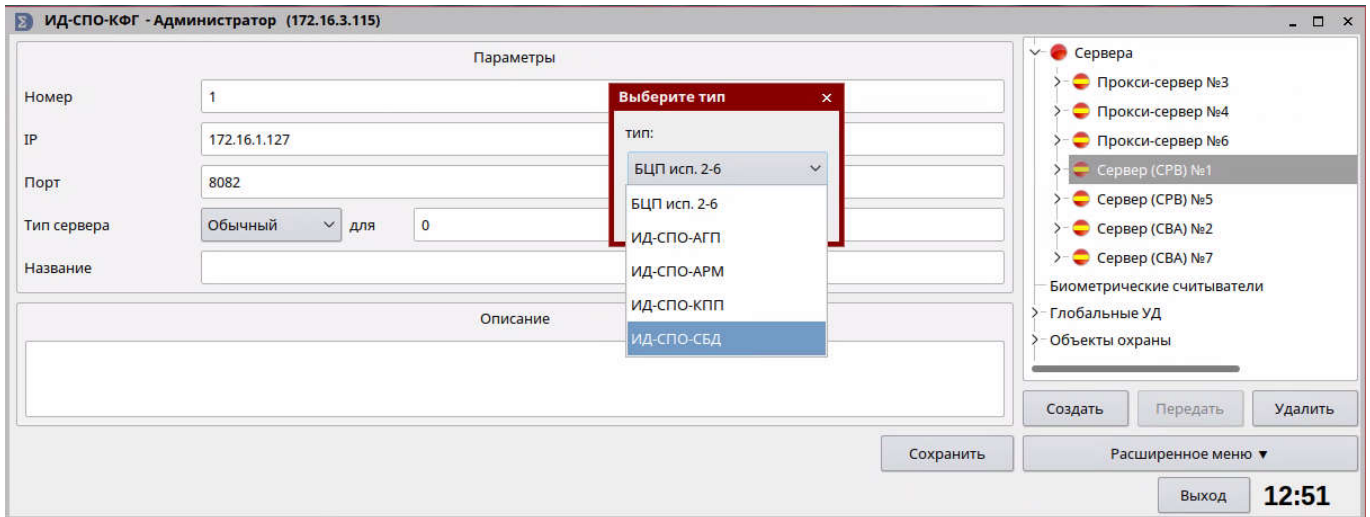 ИД-СПО-КФГ - Администратор (172.16.3.115)
Параметры
Номер
1
IP
172.16.1.127
Порт
8082
Тип сервера
Обычный
для
0
Название
Описание
Сохранить
Выберите тип
тип:
БЦП исп. 2-6
БЦП исп. 2-6
ИД-СПО-АГП
ИД-СПО-АРМ
ИД-СПО-КПП
ИД-СПО-СБД
Сервера
Прокси-сервер №3
Прокси-сервер №4
Прокси-сервер №6
Сервер (СРВ) №1
Сервер (СРВ) №5
Сервер (СВА) №2
Сервер (СВА) №7
Биометрические считыватели
Глобальные УД
Объекты охраны
Создать
Передать
Удалить
Расширенное меню ▼
Выход
12:51